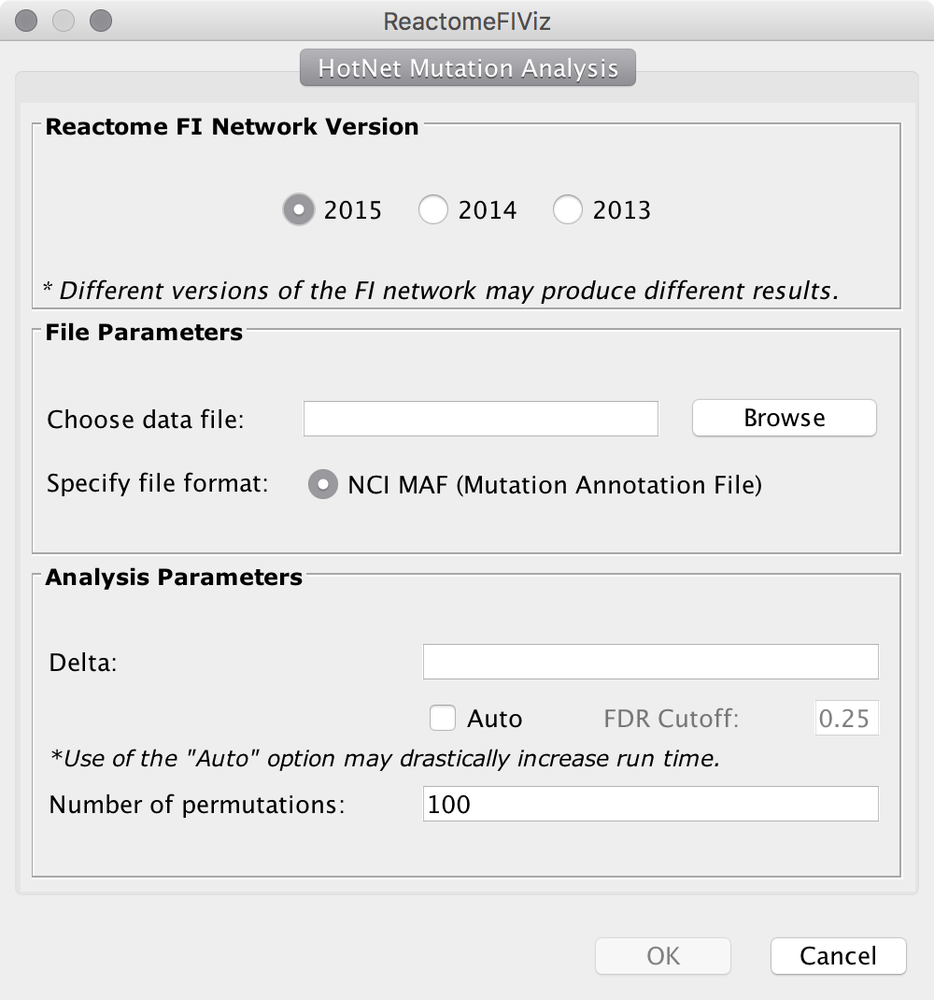 ReactomeFIViz
HotNet Mutation Analysis
Reactome FI Network Version
2015 2014 2013
* Different versions of the FI network may produce different results.
File Parameters
Choose data file: Browse
Specify file format: NCI MAF (Mutation Annotation File)
Analysis Parameters
Delta:
Auto FDR Cutoff: 0.25
*Use of the "Auto" option may drastically increase run time.
Number of permutations: 100
OK Cancel